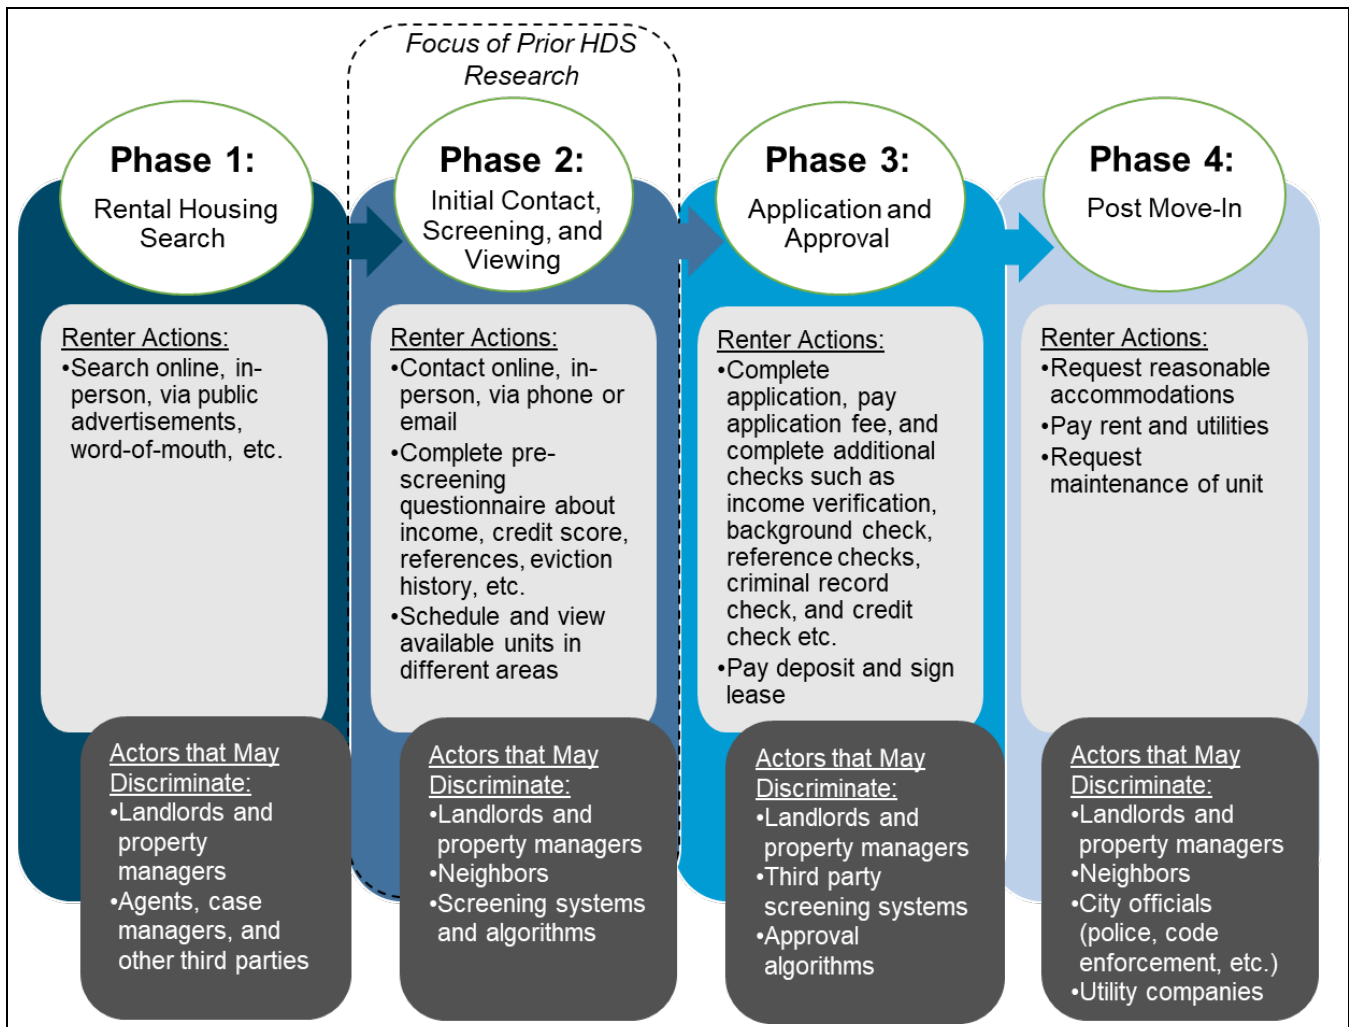 Focus of Prior HDS
Research
Phase 1:
Rental Housing
Search
Renter Actions:
•Search online, in-
person, via public
advertisements,
word-of-mouth, etc.
Actors that May
Discriminate:
•Landlords and
property
managers
•Agents, case
managers, and
other third parties
Phase 2:
Initial Contact,
Screening, and
Viewing
Renter Actions:
•Contact online, in-
person, via phone or
email
•Complete pre-
screening
questionnaire about
income, credit score,
references, eviction
history, etc.
•Schedule and view
available units in
different areas
Actors that May
Discriminate:
•Landlords and
property managers
•Neighbors
•Screening systems
and algorithms
Phase 3:
Application and
Approval
Renter Actions:
•Complete
application, pay
application fee, and
complete additional
checks such as
income verification,
background check,
reference checks,
criminal record
check, and credit
check etc.
•Pay deposit and sign
lease
Actors that May
Discriminate:
•Landlords and
property managers
•Third party
screening systems
•Approval
algorithms
Phase 4:
Post Move-In
Renter Actions:
•Request reasonable
accommodations
•Pay rent and utilities
•Request
maintenance of unit
Actors that May
Discriminate:
•Landlords and
property managers
•Neighbors
•City officials
(police, code
enforcement, etc.)
•Utility companies